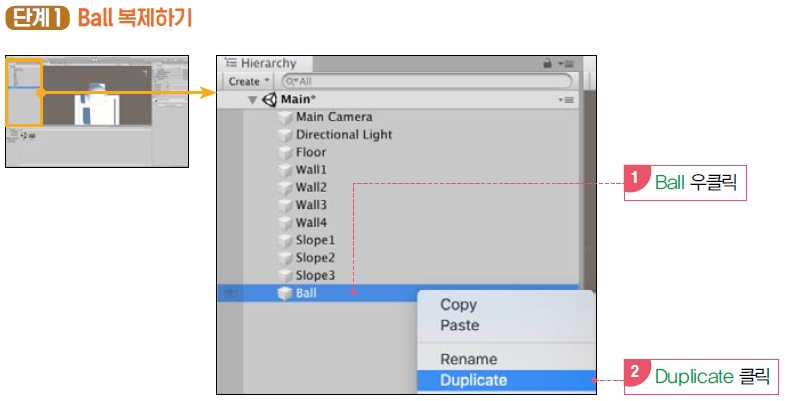 단계 1 Ball 복제하기
Hierarchy
Create
All
Main*
Main Camera
Directional Light
Floor
Wall1
Wall2
Wall3
Wall4
Slope1
Slope2
Slope3
Ball
1 Ball 우클릭
Copy
Paste
Rename
Duplicate
2 Duplicate 클릭